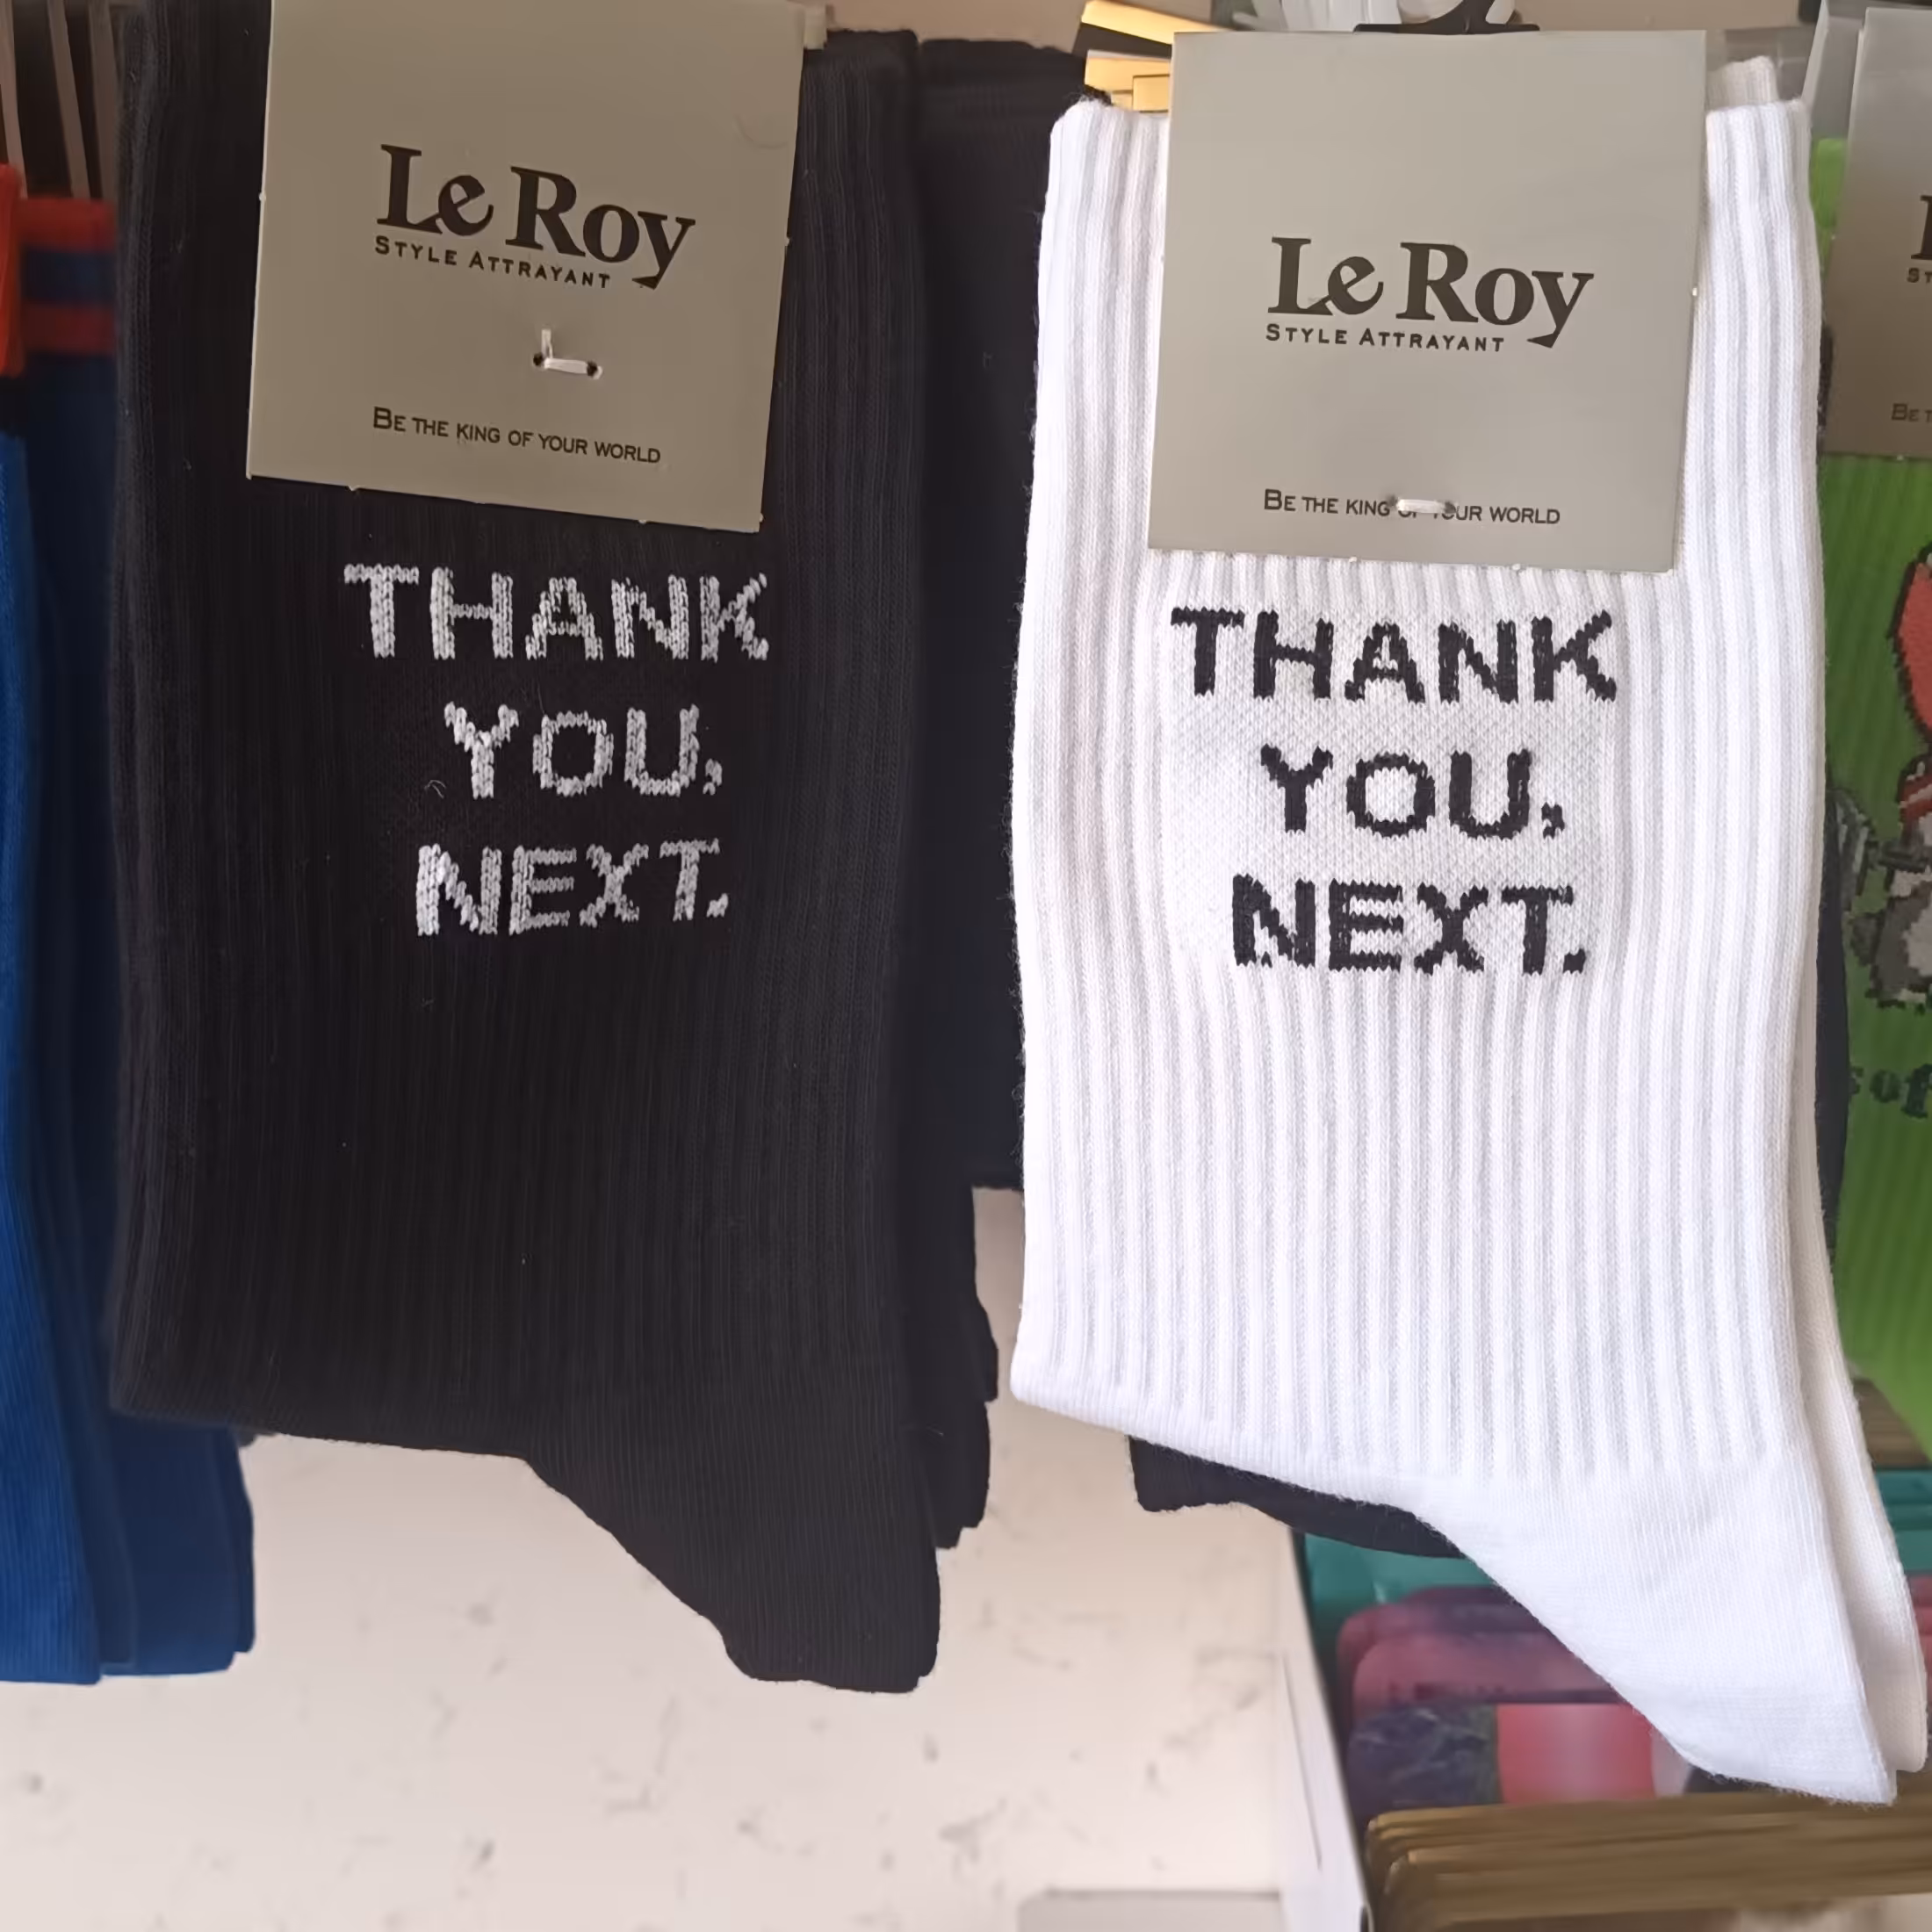 Le Roy
STYLE ATTRAYANT
BE THE KING OF YOUR WORLD
THANK
YOU,
NEXT.
Le Roy
STYLE ATTRAYANT
BE THE KING OF YOUR WORLD
THANK
YOU,
NEXT.